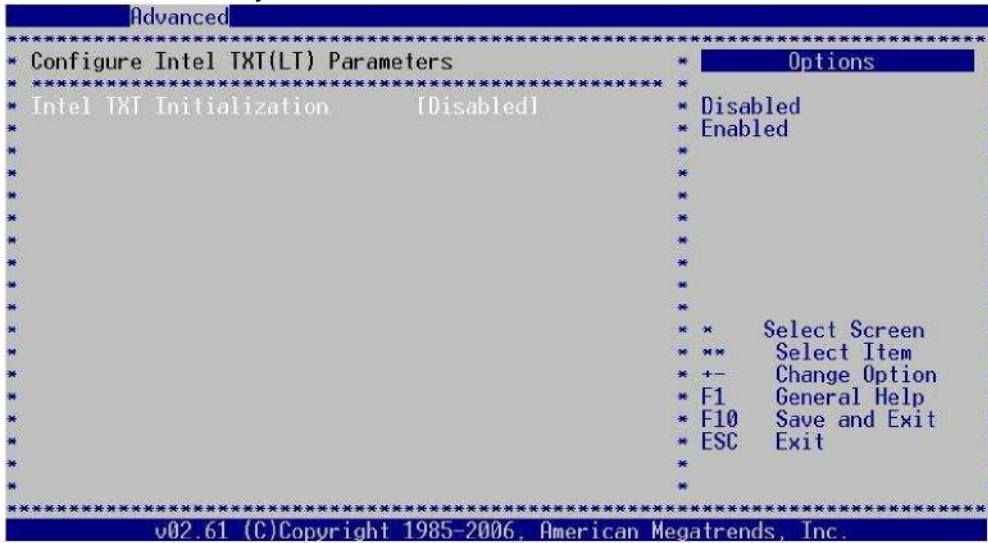 Advanced
Configure Intel TXT(LT) Parameters
Intel TXT Initialization [Disabled]
Options
Disabled
Enabled
* Select Screen
** Select Item
+- Change Option
F1 General Help
F10 Save and Exit
ESC Exit
v02.61 (C)Copyright 1985-2006, American Megatrends, Inc.